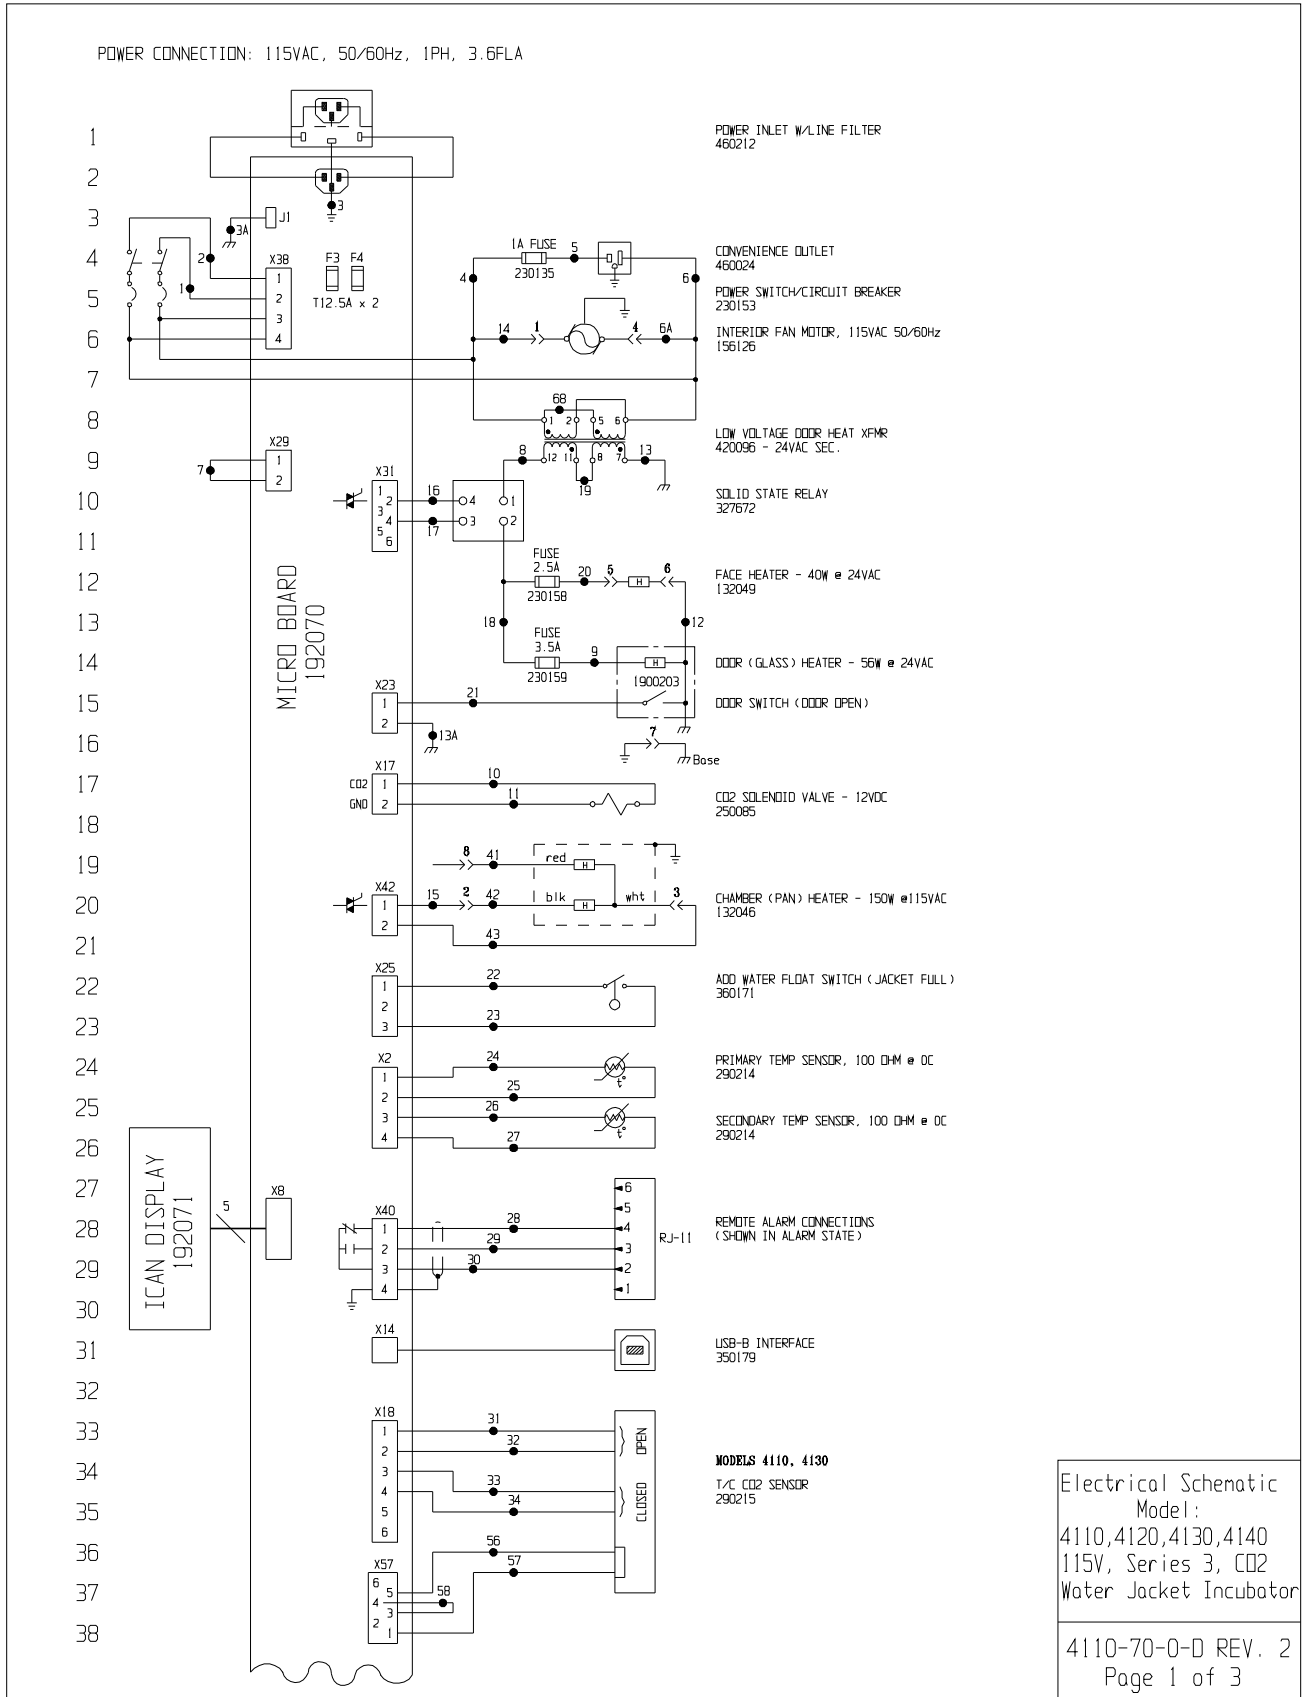 POWER CONNECTION: 115VAC, 50/60Hz, 1PH, 3.6FLA
1
POWER INLET W/LINE FILTER
460212
2
3
3
3A
J1
4
2
X38
F3 F4
1A FUSE
5
230135
4
6
CONVENIENCE OUTLET
460024
5
1
1
2
3
4
T12.5A x 2
POWER SWITCH/CIRCUIT BREAKER
230153
6
14
1
4
6A
INTERIOR FAN MOTOR, 115VAC 50/60Hz
156126
7
8
6B
1 2 5 6
LOW VOLTAGE DOOR HEAT XFMR
420096 - 24VAC SEC.
9
7
X29
1
2
8
12 11 8 7
13
19
10
X31
1
2
3
4
5
6
16
17
4
3
1
2
SOLID STATE RELAY
327672
11
12
FUSE
2.5A
230158
20
5
6
FACE HEATER - 40W @ 24VAC
132049
MICRO BOARD
192070
13
18
12
14
FUSE
3.5A
230159
9
1900203
DOOR (GLASS) HEATER - 56W @ 24VAC
15
X23
1
2
21
13A
DOOR SWITCH (DOOR OPEN)
16
7
Base
17
X17
CO2 1
GND 2
10
11
CO2 SOLENOID VALVE - 12VDC
250085
18
19
8
41
red
H
20
X42
1
2
15
2
42
blk
H
wht
3
CHAMBER (PAN) HEATER - 150W @115VAC
132046
21
43
22
X25
1
2
3
22
ADD WATER FLOAT SWITCH (JACKET FULL)
360171
23
23
24
X2
1
2
3
4
24
t°
PRIMARY TEMP SENSOR, 100 OHM @ 0C
290214
25
25
26
t°
SECONDARY TEMP SENSOR, 100 OHM @ 0C
290214
26
27
ICAN DISPLAY
192071
5
X8
27
28
X40
1
2
3
4
28
29
30
6
5
4
3
2
1
RJ-11
REMOTE ALARM CONNECTIONS
(SHOWN IN ALARM STATE)
29
30
31
X14
USB-B INTERFACE
350179
32
33
X18
1
2
3
4
5
6
31
32
OPEN
34
33
34
CLOSED
MODELS 4110, 4130
T/C CO2 SENSOR
290215
35
36
56
57
37
X57
6
5
4
3
2
1
58
38
Electrical Schematic
Model:
4110,4120,4130,4140
115V, Series 3, CO2
Water Jacket Incubator
4110-70-0-D REV. 2
Page 1 of 3